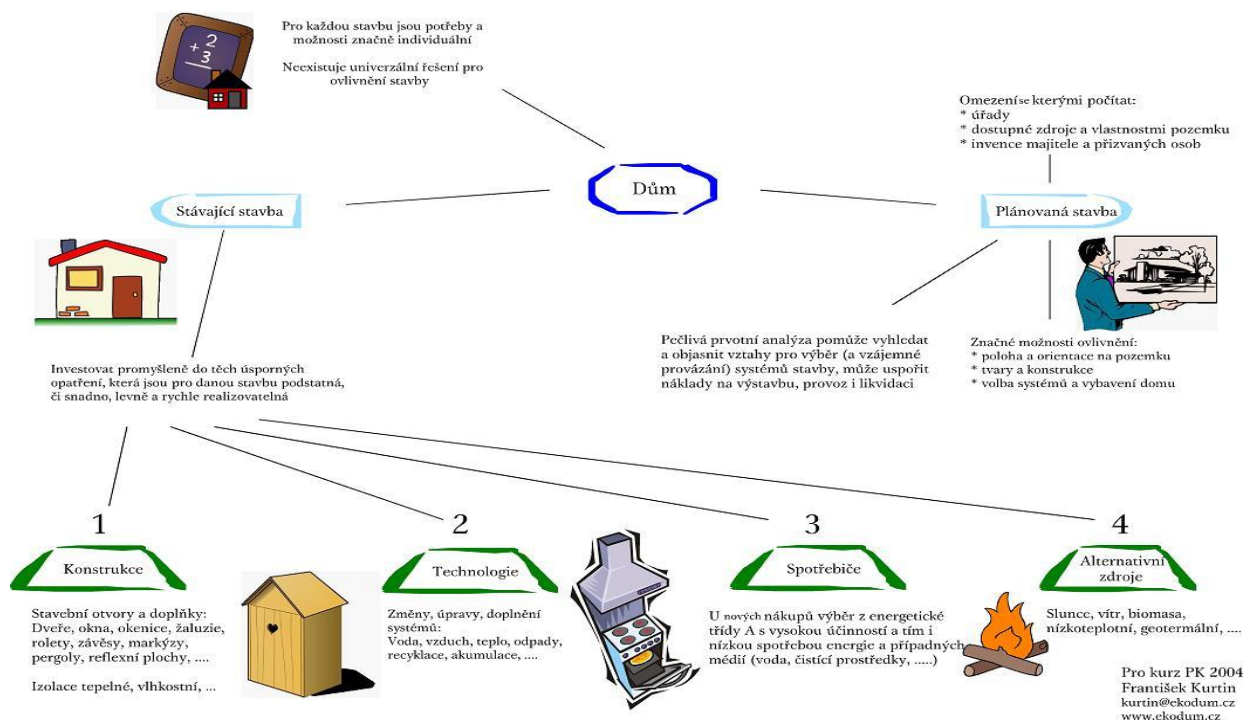 2
+ 3
Pro každou stavbu jsou potřeby a
možnosti značně individuální
Neexistuje univerzální řešení pro
ovlivnění stavby
Omezení se kterými počítat:
* úřady
* dostupné zdroje a vlastnostmi pozemku
* invence majitele a přizvaných osob
Dům
Stávající stavba
Plánovaná stavba
Investovat promyšleně do těch úsporných
opatření, která jsou pro danou stavbu podstatná,
či snadno, levně a rychle realizovatelná
Pečlivá prvotní analýza pomůže vyhledat
a objasnit vztahy pro výběr (a vzájemné
provázání) systémů stavby, může uspořit
náklady na výstavbu, provoz i likvidaci
Značné možnosti ovlivnění:
* poloha a orientace na pozemku
* tvary a konstrukce
* volba systémů a vybavení domu
1
Konstrukce
Stavební otvory a doplňky:
Dveře, okna, okenice, žaluzie,
rolety, závěsy, markýzy,
pergoly, reflexní plochy, ....
Izolace tepelné, vlhkostní, ...
2
Technologie
Změny, úpravy, doplnění
systémů:
Voda, vzduch, teplo, odpady,
recyklace, akumulace, ....
3
Spotřebiče
U nových nákupů výběr z energetické
třídy A s vysokou účinností a tím i
nízkou spotřebou energie a případných
médií (voda, čistící prostředky, .....)
4
Alternativní
zdroje
Slunce, vítr, biomasa,
nízkoteplotní, geotermální, ....
Pro kurz PK 2004
František Kurtin
kurtin@ekodum.cz
www.ekodum.cz